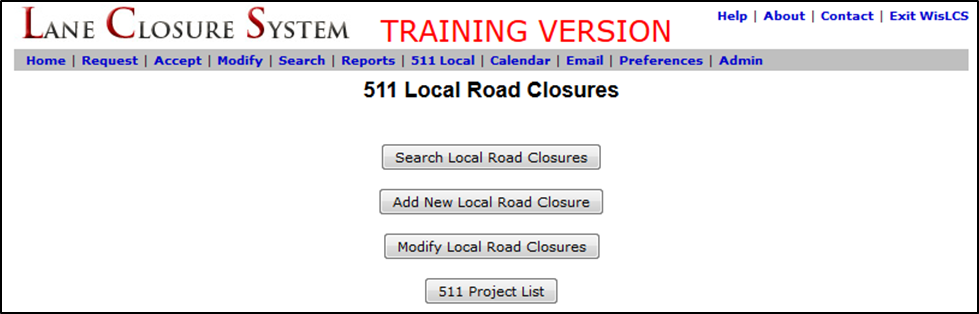 LANE CLOSURE SYSTEM TRAINING VERSION Help | About | Contact | Exit WisLCS
Home | Request | Accept | Modify | Search | Reports | 511 Local | Calendar | Email | Preferences | Admin
511 Local Road Closures
Search Local Road Closures
Add New Local Road Closure
Modify Local Road Closures
511 Project List